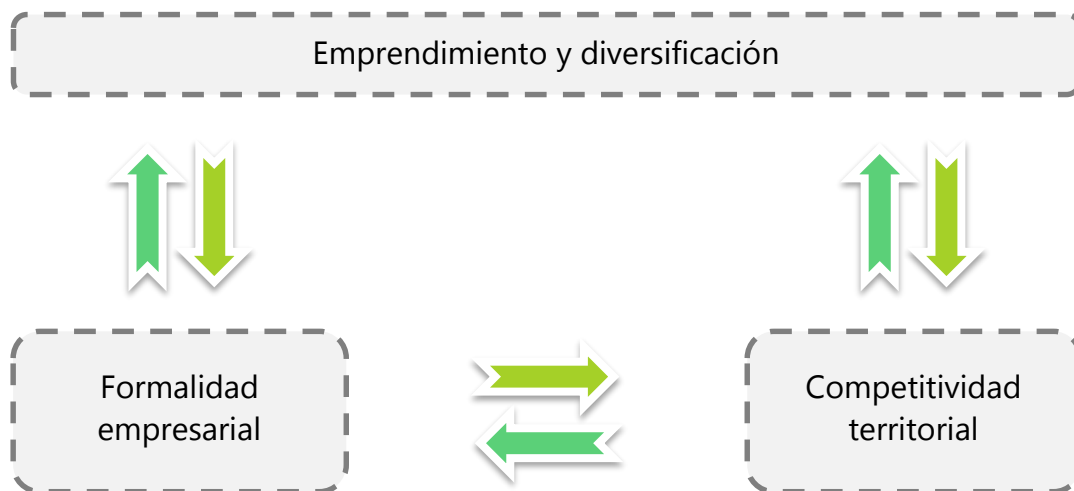 Emprendimiento y diversificación
Formalidad
empresarial
Competitividad
territorial